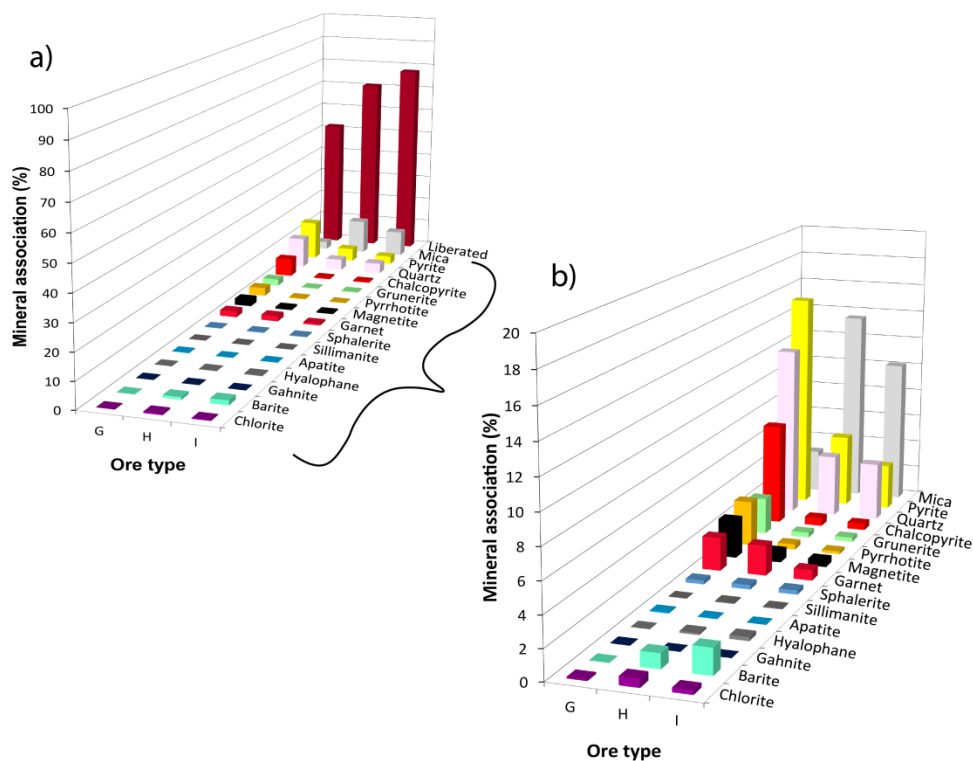 a)
Mineral association (%)
100
90
80
70
60
50
40
30
20
10
0
Liberated
Mica
Pyrite
Quartz
Chalcopyrite
Grunerite
Pyrrhotite
Magnetite
Garnet
Sphalerite
Sillimanite
Apatite
Hyalophane
Gahnite
Barite
Chlorite
G H I
Ore type
b)
Mineral association (%)
20
18
16
14
12
10
8
6
4
2
0
Mica
Pyrite
Quartz
Chalcopyrite
Grunerite
Pyrrhotite
Magnetite
Garnet
Sphalerite
Sillimanite
Apatite
Hyalophane
Gahnite
Barite
Chlorite
G H I
Ore type